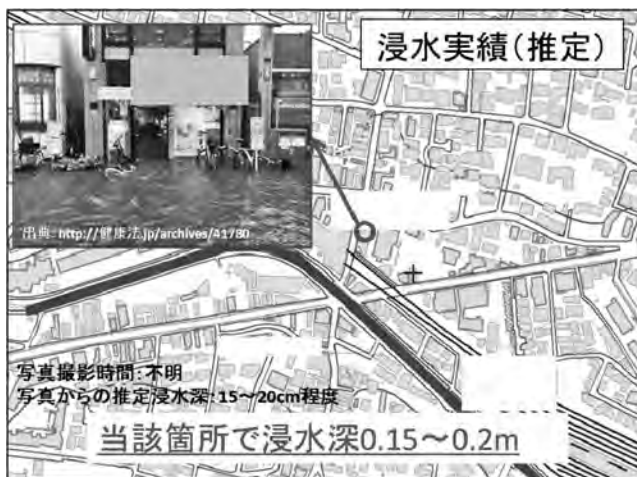 浸水実績(推定)
出典:http://健康法.jp/archives/41780
写真撮影時間:不明
写真からの推定浸水深:15~20cm程度
当該箇所で浸水深0.15~0.2m